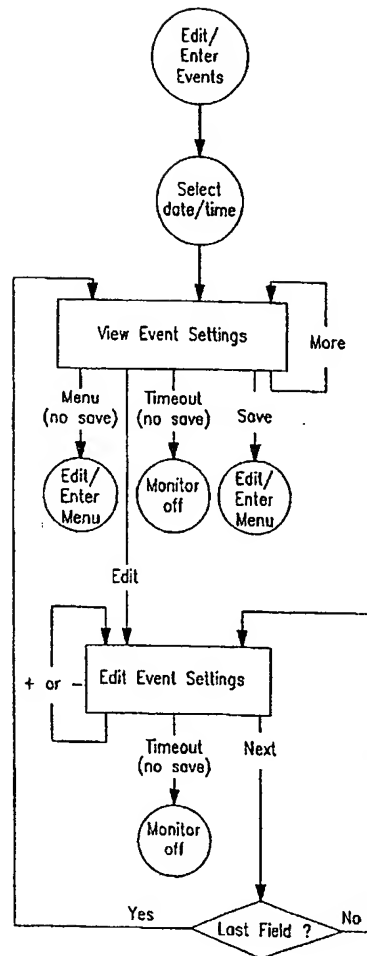 Edit/
Enter
Events
Select
date/time
View Event Settings
More
Menu
(no save)
Timeout
(no save)
Save
Edit/
Enter
Menu
Monitor
off
Edit/
Enter
Menu
Edit
+ or -
Edit Event Settings
Timeout
(no save)
Next
Monitor
off
Yes
Last Field ?
No